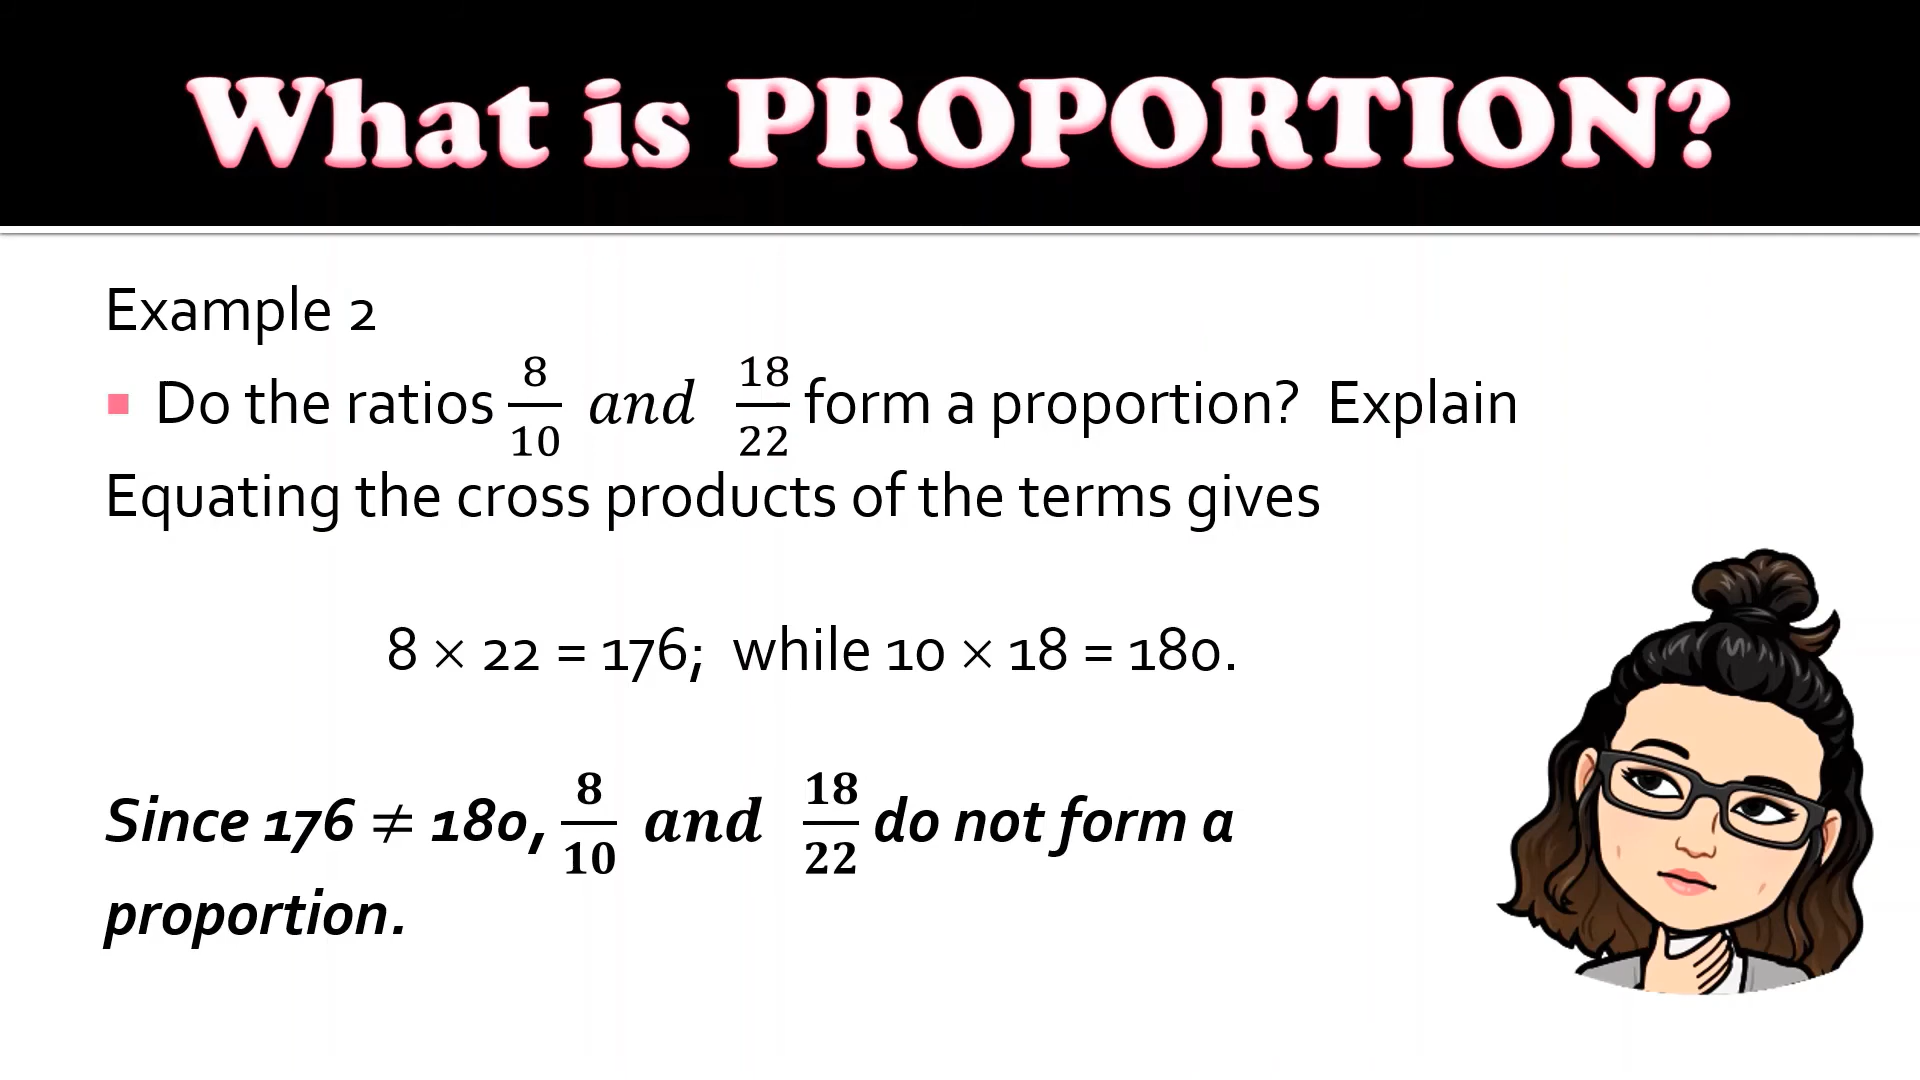 What is PROPORTION?
Example 2
▪ Do the ratios 8/10 and 18/22 form a proportion? Explain
Equating the cross products of the terms gives
8 × 22 = 176; while 10 × 18 = 180.
Since 176 ≠ 180, 8/10 and 18/22 do not form a
proportion.